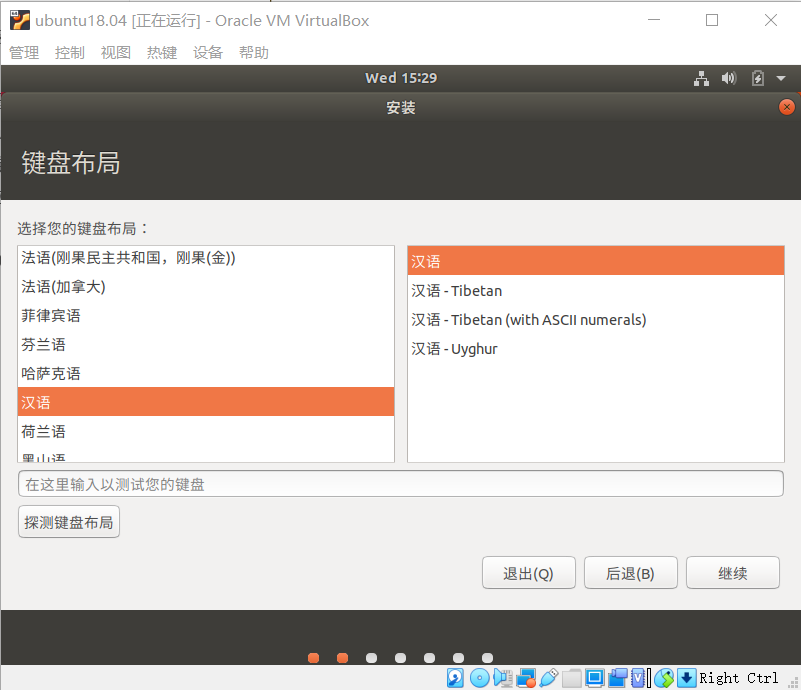 ubuntu18.04 [正在运行] - Oracle VM VirtualBox
管理 控制 视图 热键 设备 帮助
Wed 15:29
安装
键盘布局
选择您的键盘布局：
法语(刚果民主共和国，刚果(金))
法语(加拿大)
菲律宾语
芬兰语
哈萨克语
汉语
荷兰语
黑山语
汉语
汉语 - Tibetan
汉语 - Tibetan (with ASCII numerals)
汉语 - Uyghur
在这里输入以测试您的键盘
探测键盘布局
退出(Q) 后退(B) 继续
Right Ctrl